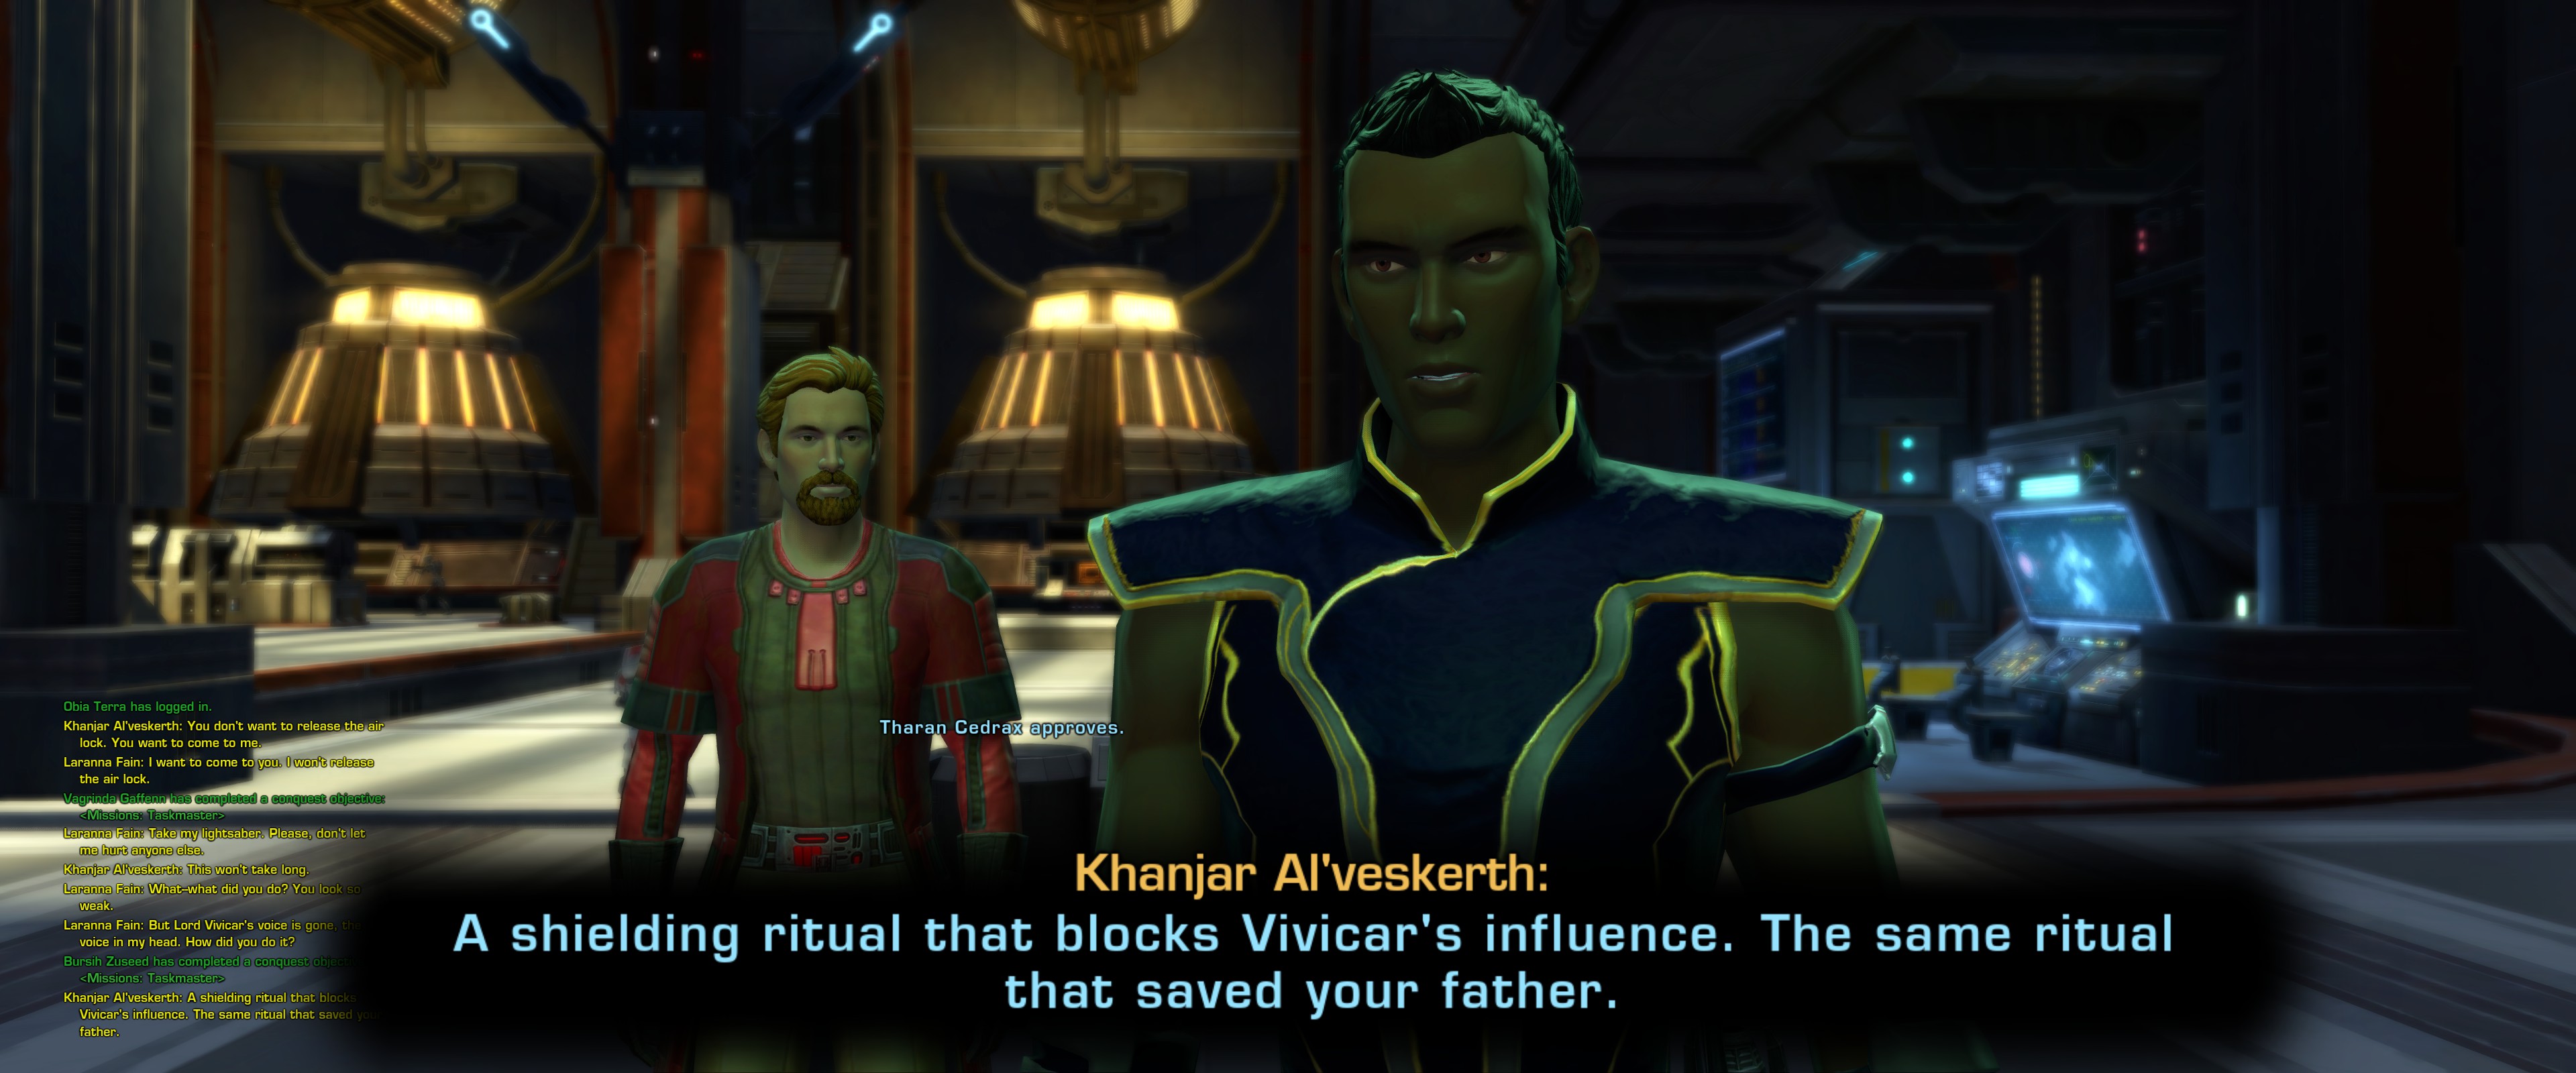 Obia Terra has logged in.
Khanjar Al'veskerth: You don't want to release the air
lock. You want to come to me.
Laranna Fain: I want to come to you. I won't release
the air lock.
Vagrinda Gaffenn has completed a conquest objective:
<Missions: Taskmaster>
Laranna Fain: Take my lightsaber. Please, don't let
me hurt anyone else.
Khanjar Al'veskerth: This won't take long.
Laranna Fain: What–what did you do? You look so
weak.
Laranna Fain: But Lord Vivicar's voice is gone, the
voice in my head. How did you do it?
Bursih Zuseed has completed a conquest
<Missions: Taskmaster>
Khanjar Al'veskerth: A shielding ritual that blocks
Vivicar's influence. The same ritual that saved your
father.
Tharan Cedrax approves.
Khanjar Al'veskerth:
A shielding ritual that blocks Vivicar's influence. The same ritual
that saved your father.